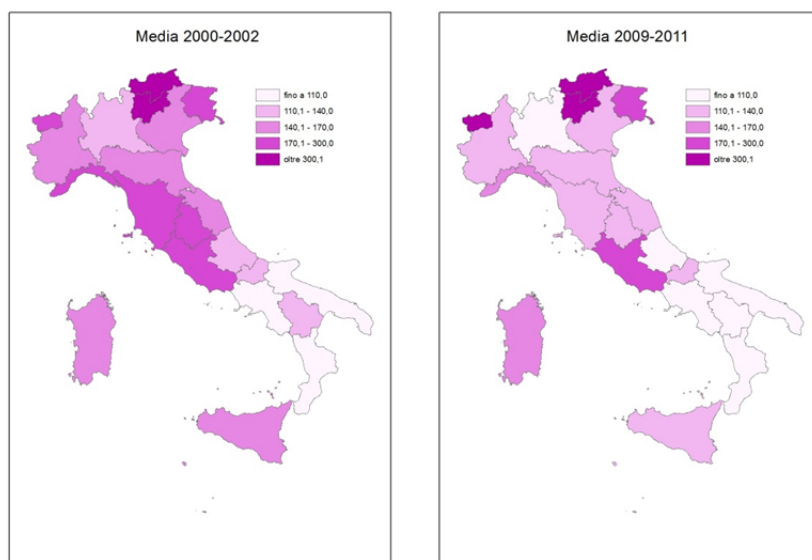 Media 2000-2002
fino a 110,0
110,1 - 140,0
140,1 - 170,0
170,1 - 300,0
oltre 300,1
Media 2009-2011
fino a 110,0
110,1 - 140,0
140,1 - 170,0
170,1 - 300,0
oltre 300,1